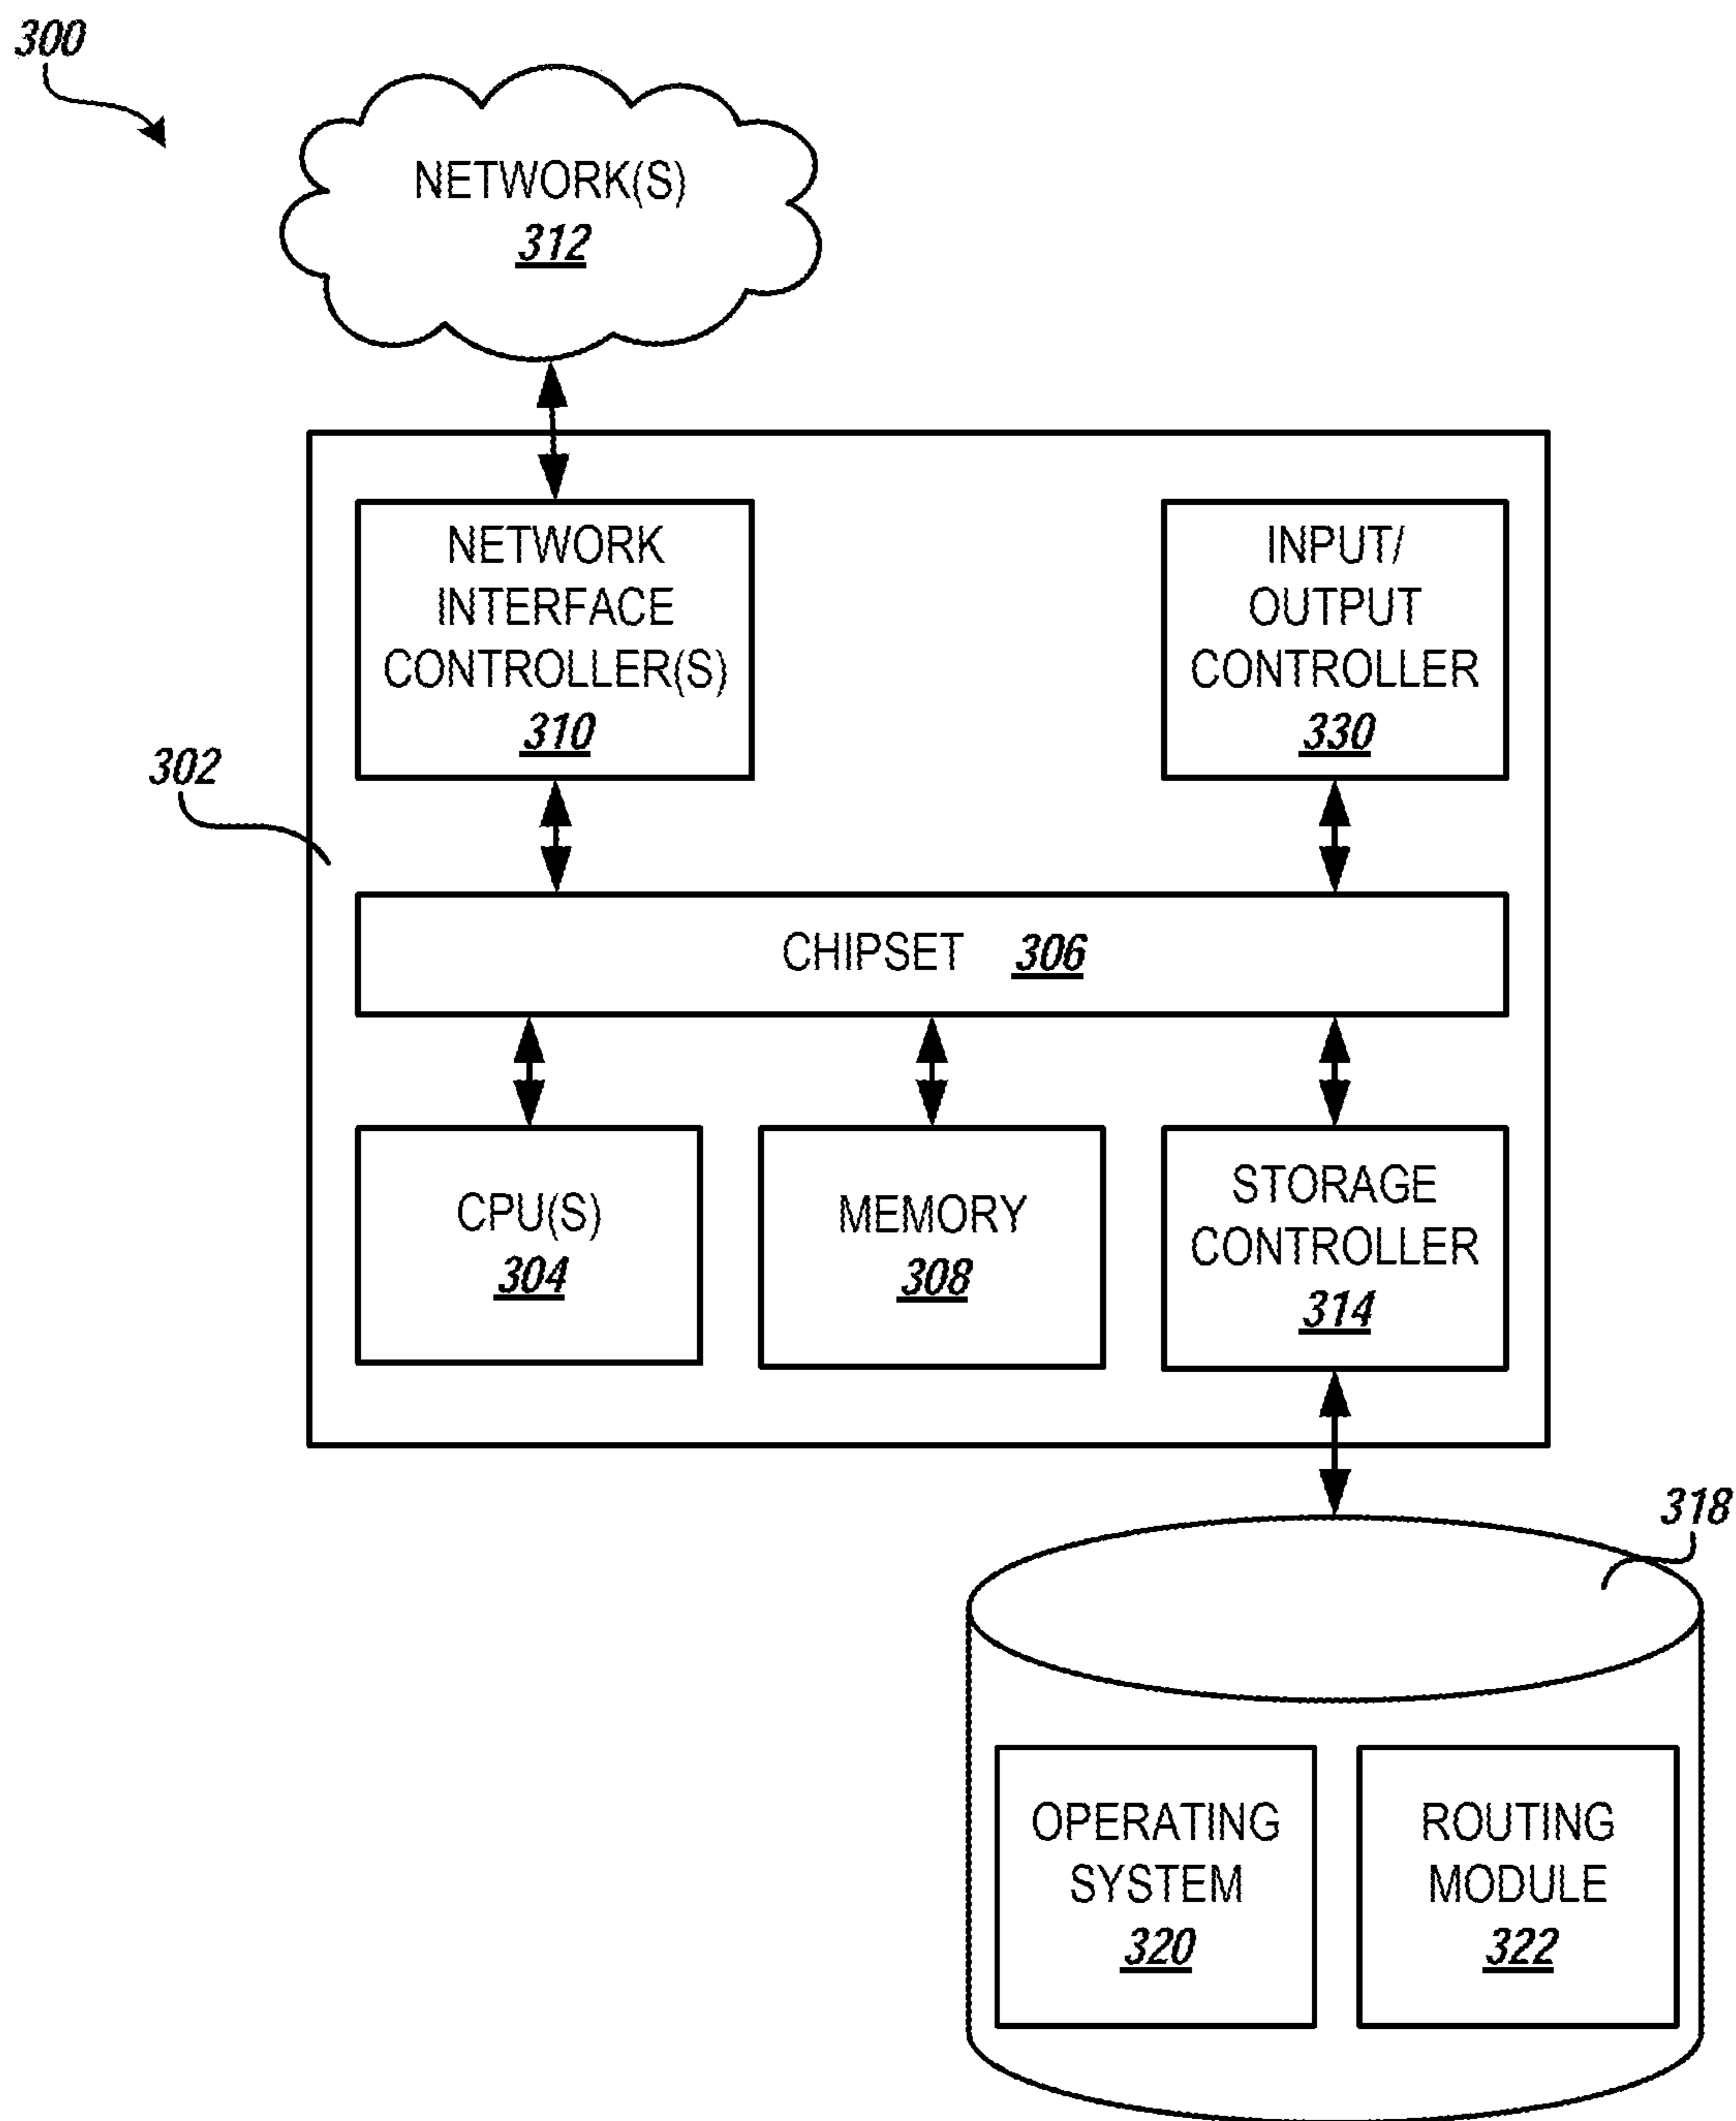 300
NETWORK(S)
312
NETWORK
INTERFACE
CONTROLLER(S)
310
INPUT/
OUTPUT
CONTROLLER
330
302
CHIPSET 306
CPU(S)
304
MEMORY
308
STORAGE
CONTROLLER
314
318
OPERATING
SYSTEM
320
ROUTING
MODULE
322